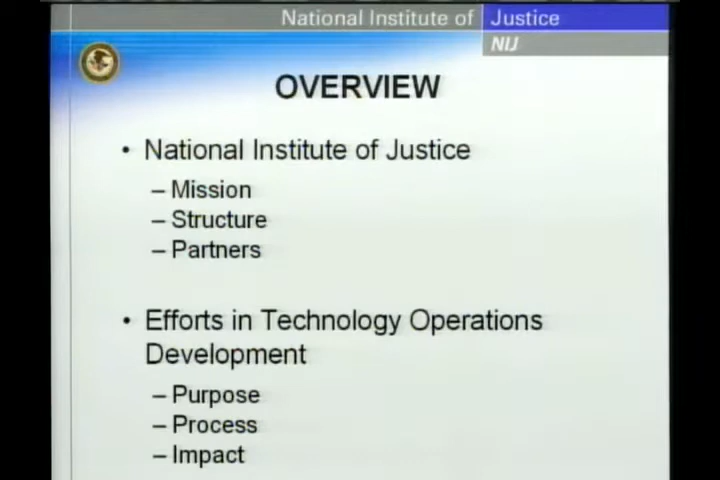 National Institute of Justice
NIJ
OVERVIEW
• National Institute of Justice
– Mission
– Structure
– Partners
• Efforts in Technology Operations
Development
– Purpose
– Process
– Impact